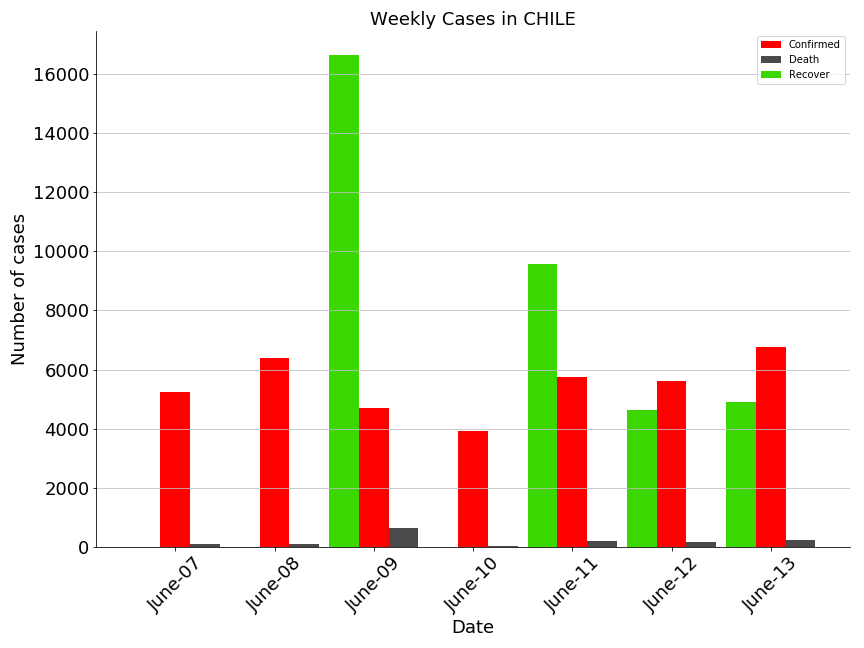 Weekly Cases in CHILE
Confirmed
Death
Recover
Number of cases
16000
14000
12000
10000
8000
6000
4000
2000
0
June-07
June-08
June-09
June-10
June-11
June-12
June-13
Date